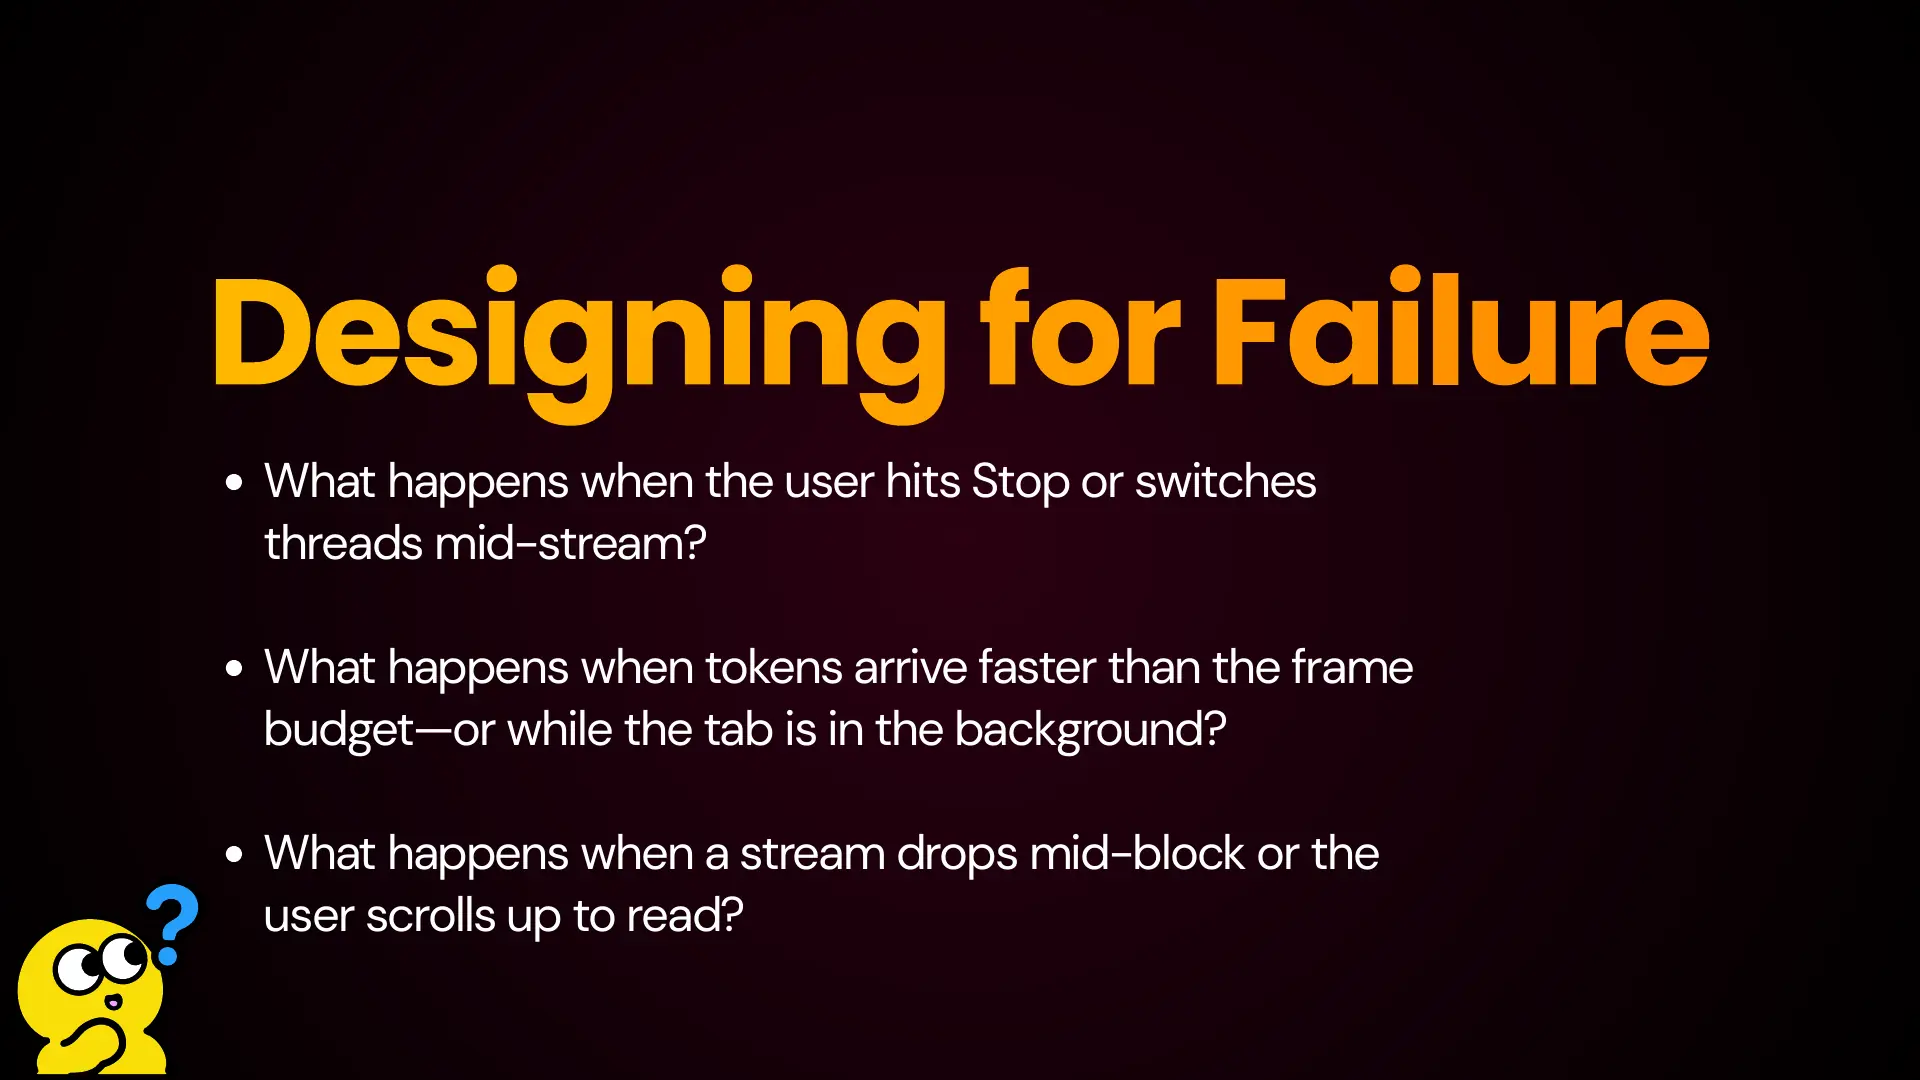 Designing for Failure
• What happens when the user hits Stop or switches
threads mid-stream?
• What happens when tokens arrive faster than the frame
budget—or while the tab is in the background?
• What happens when a stream drops mid-block or the
user scrolls up to read?
?